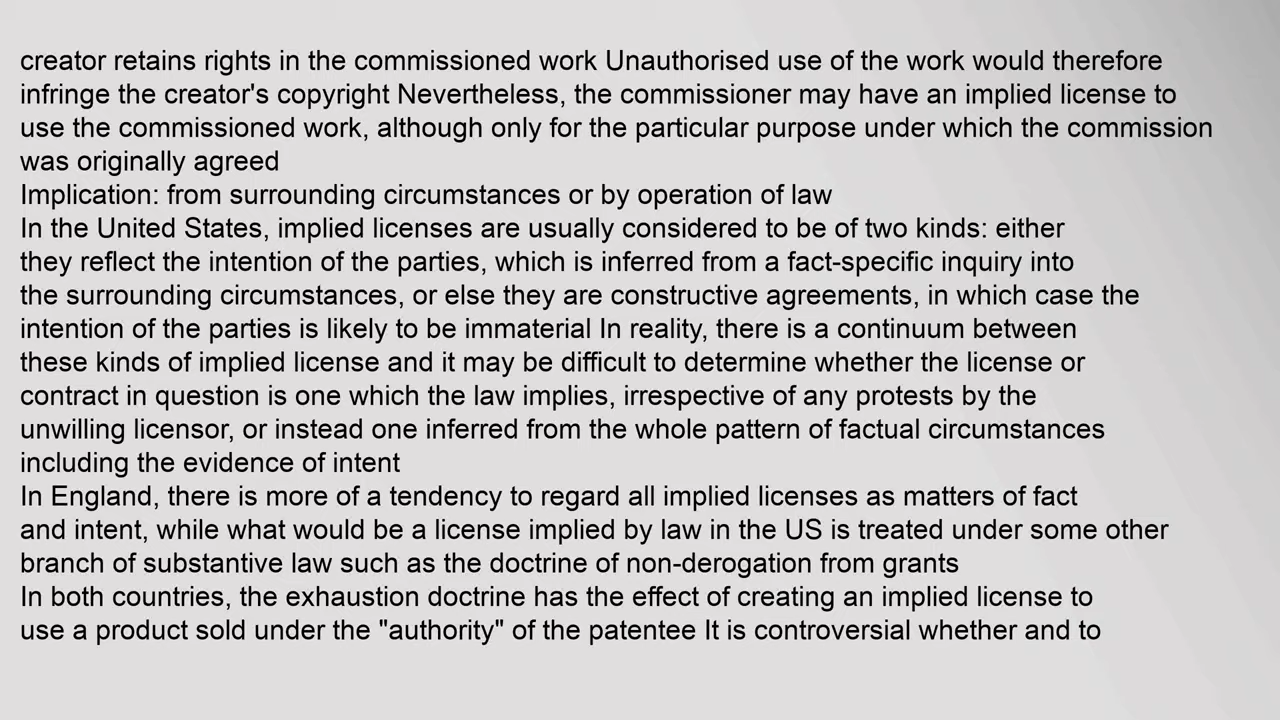 creator retains rights in the commissioned work Unauthorised use of the work would therefore
infringe the creator's copyright Nevertheless, the commissioner may have an implied license to
use the commissioned work, although only for the particular purpose under which the commission
was originally agreed
Implication: from surrounding circumstances or by operation of law
In the United States, implied licenses are usually considered to be of two kinds: either
they reflect the intention of the parties, which is inferred from a fact-specific inquiry into
the surrounding circumstances, or else they are constructive agreements, in which case the
intention of the parties is likely to be immaterial In reality, there is a continuum between
these kinds of implied license and it may be difficult to determine whether the license or
contract in question is one which the law implies, irrespective of any protests by the
unwilling licensor, or instead one inferred from the whole pattern of factual circumstances
including the evidence of intent
In England, there is more of a tendency to regard all implied licenses as matters of fact
and intent, while what would be a license implied by law in the US is treated under some other
branch of substantive law such as the doctrine of non-derogation from grants
In both countries, the exhaustion doctrine has the effect of creating an implied license to
use a product sold under the "authority" of the patentee It is controversial whether and to